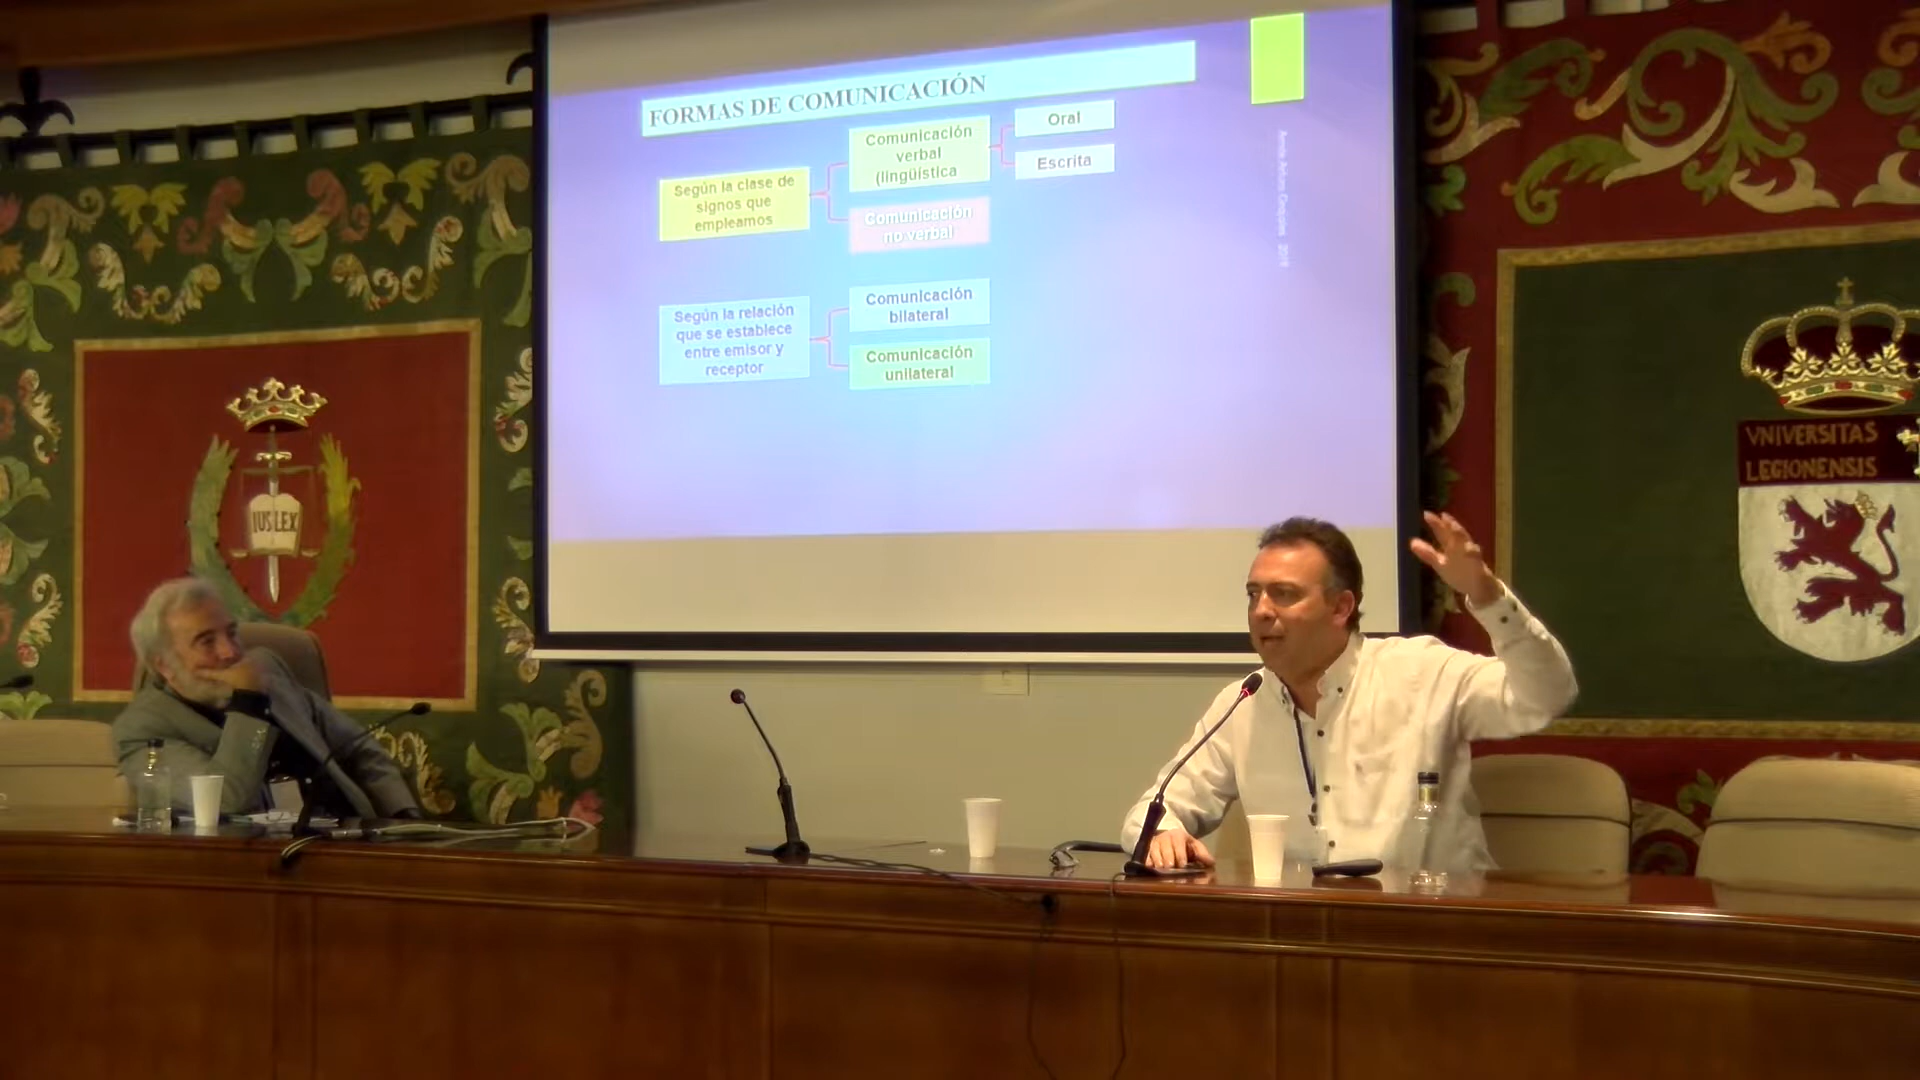 FORMAS DE COMUNICACIÓN
Según la clase de
signos que
empleamos
Comunicación
verbal
(lingüística
Oral
Escrita
Comunicación
no verbal
Según la relación
que se establece
entre emisor y
receptor
Comunicación
bilateral
Comunicación
unilateral
IUS LEX
VNIVERSITAS
LEGIONENSIS